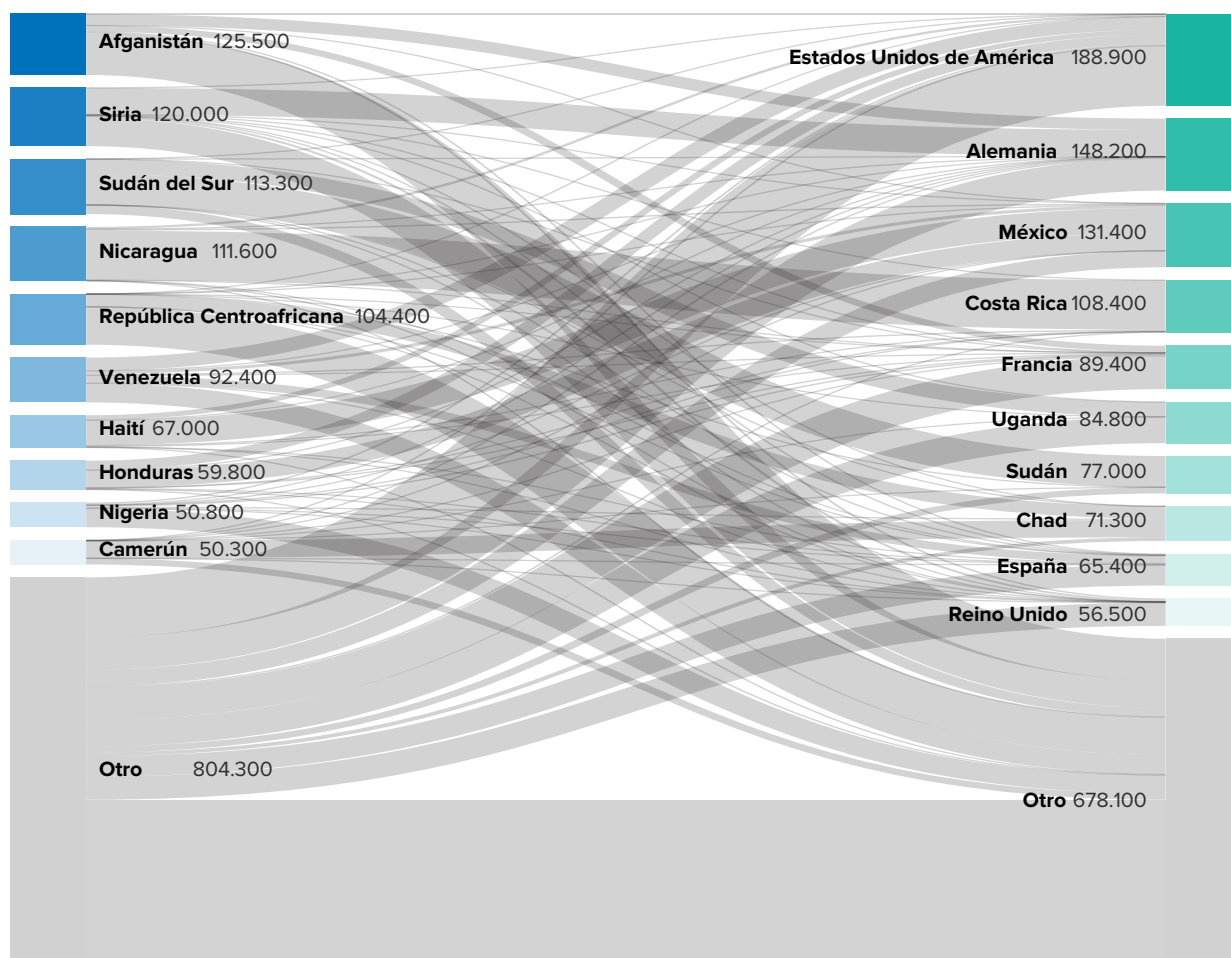 Afganistán 125.500
Siria 120.000
Sudán del Sur 113.300
Nicaragua 111.600
República Centroafricana 104.400
Venezuela 92.400
Haití 67.000
Honduras 59.800
Nigeria 50.800
Camerún 50.300
Otro 804.300
Estados Unidos de América 188.900
Alemania 148.200
México 131.400
Costa Rica 108.400
Francia 89.400
Uganda 84.800
Sudán 77.000
Chad 71.300
España 65.400
Reino Unido 56.500
Otro 678.100